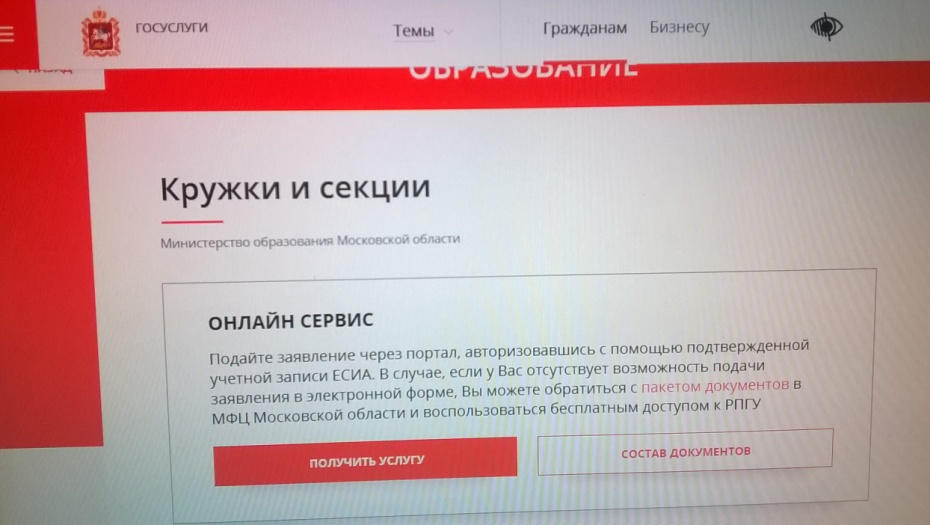 ГОСУСЛУГИ
Темы
Гражданам
Бизнесу
НАЗАД
ОБРАЗОВАНИЕ
Кружки и секции
Министерство образования Московской области
ОНЛАЙН СЕРВИС
Подайте заявление через портал, авторизовавшись с помощью подтвержденной
учетной записи ЕСИА. В случае, если у Вас отсутствует возможность подачи
заявления в электронной форме, Вы можете обратиться с пакетом документов в
МФЦ Московской области и воспользоваться бесплатным доступом к РПГУ
ПОЛУЧИТЬ УСЛУГУ
СОСТАВ ДОКУМЕНТОВ